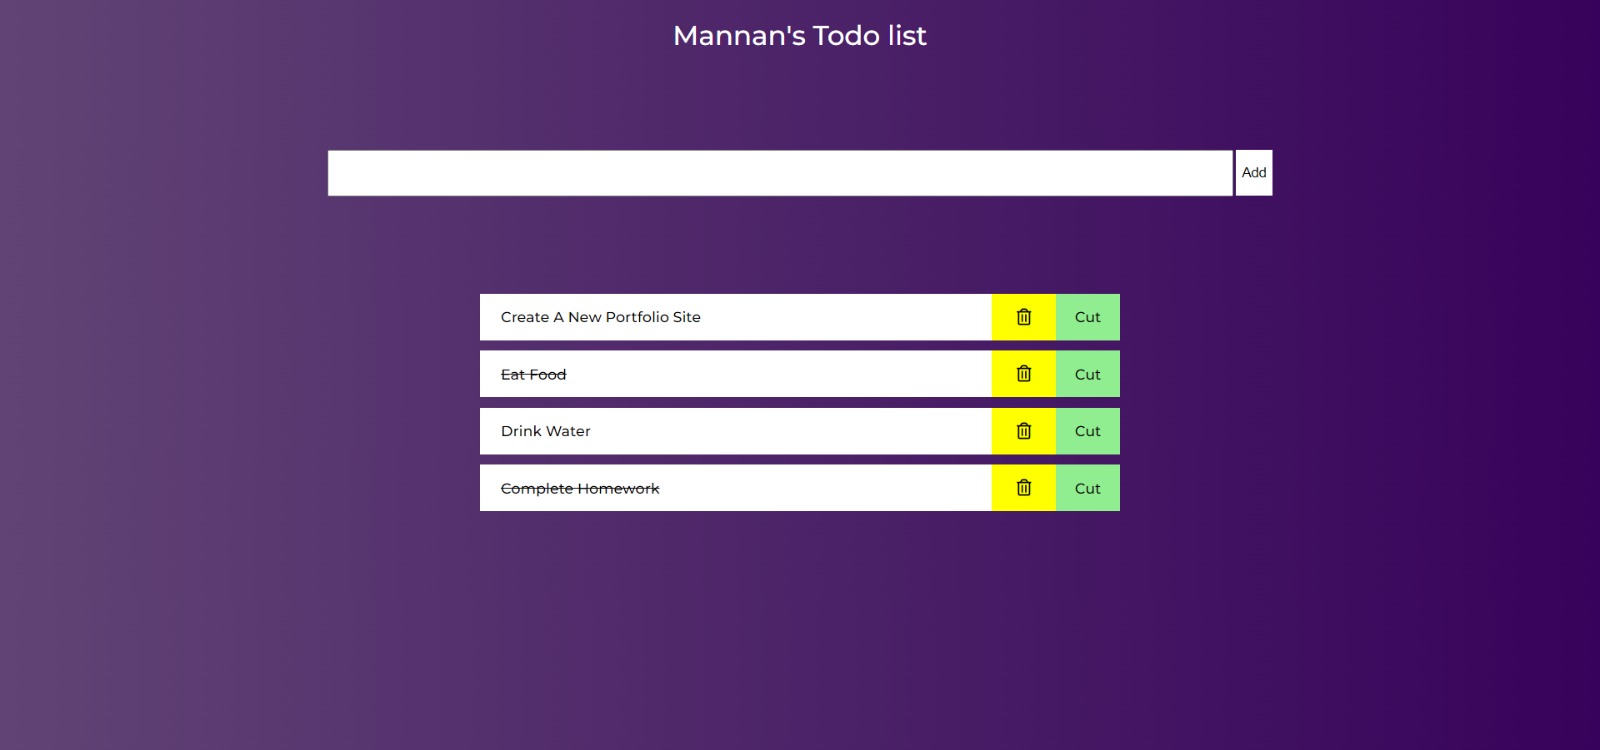 Mannan's Todo list
Add
Create A New Portfolio Site Cut
Eat Food Cut
Drink Water Cut
Complete Homework Cut